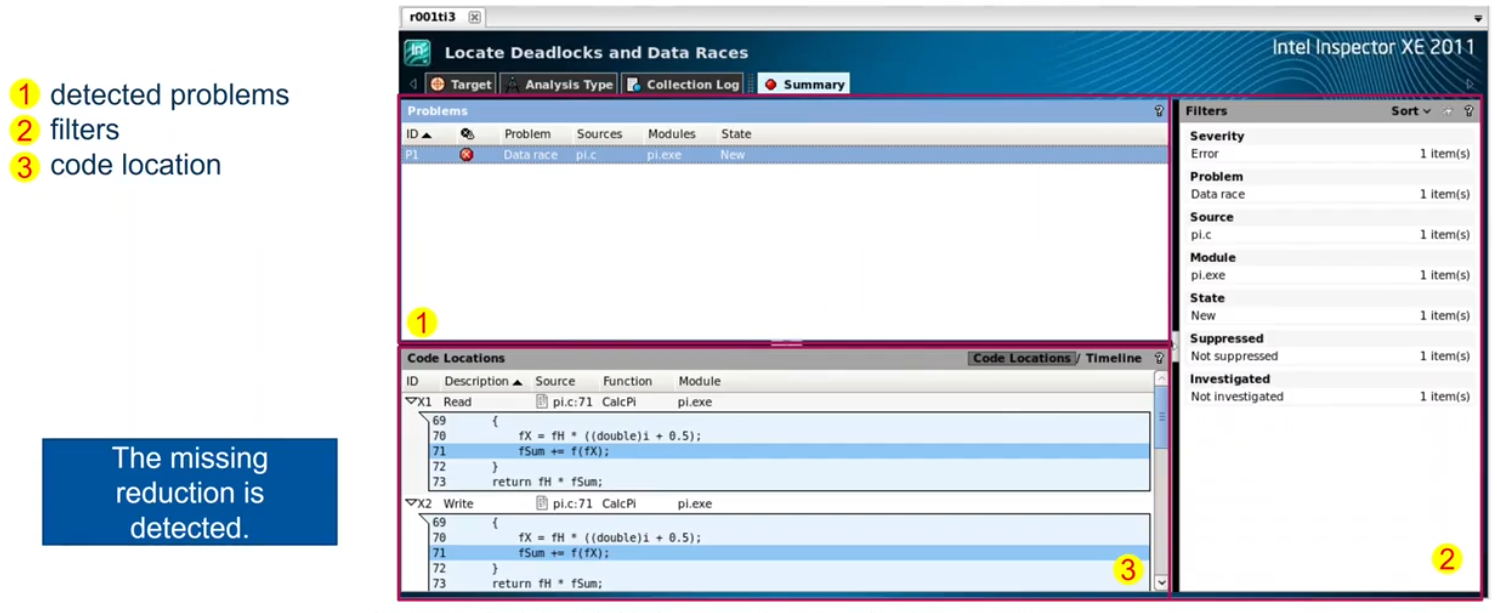 1 detected problems
2 filters
3 code location
The missing
reduction is
detected.
r001ti3
Locate Deadlocks and Data Races
Intel Inspector XE 2011
Target Analysis Type Collection Log Summary
Problems ?
ID Problem Sources Modules State
P1 Data race pi.c pi.exe New
1
Code Locations Code Locations / Timeline ?
ID Description Source Function Module
X1 Read pi.c:71 CalcPi pi.exe
69 {
70 fX = fH * ((double)i + 0.5);
71 fSum += f(fX);
72 }
73 return fH * fSum;
X2 Write pi.c:71 CalcPi pi.exe
69 {
70 fX = fH * ((double)i + 0.5);
71 fSum += f(fX);
72 }
73 return fH * fSum;
3
Filters Sort ?
Severity
Error 1 item(s)
Problem
Data race 1 item(s)
Source
pi.c 1 item(s)
Module
pi.exe 1 item(s)
State
New 1 item(s)
Suppressed
Not suppressed 1 item(s)
Investigated
Not investigated 1 item(s)
2